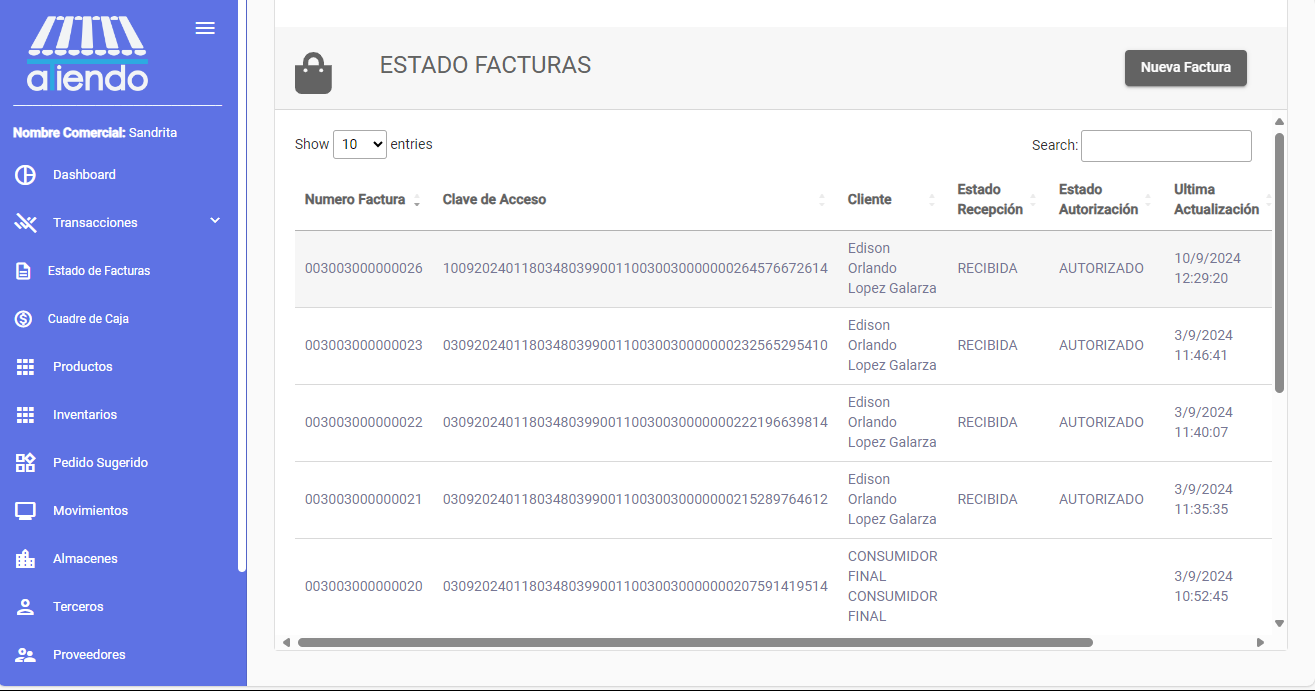 aTiendo
Nombre Comercial: Sandrita
Dashboard
Transacciones
Estado de Facturas
Cuadre de Caja
Productos
Inventarios
Pedido Sugerido
Movimientos
Almacenes
Terceros
Proveedores
ESTADO FACTURAS
Nueva Factura
Show 10 entries
Search:
Numero Factura
Clave de Acceso
Cliente
Estado
Recepción
Estado
Autorización
Ultima
Actualización
003003000000026
1009202401180348039900110030030000000264576672614
Edison
Orlando
Lopez Galarza
RECIBIDA
AUTORIZADO
10/9/2024
12:29:20
003003000000023
0309202401180348039900110030030000000232565295410
Edison
Orlando
Lopez Galarza
RECIBIDA
AUTORIZADO
3/9/2024
11:46:41
003003000000022
0309202401180348039900110030030000000222196639814
Edison
Orlando
Lopez Galarza
RECIBIDA
AUTORIZADO
3/9/2024
11:40:07
003003000000021
0309202401180348039900110030030000000215289764612
Edison
Orlando
Lopez Galarza
RECIBIDA
AUTORIZADO
3/9/2024
11:35:35
003003000000020
0309202401180348039900110030030000000207591419514
CONSUMIDOR
FINAL
CONSUMIDOR
FINAL
3/9/2024
10:52:45